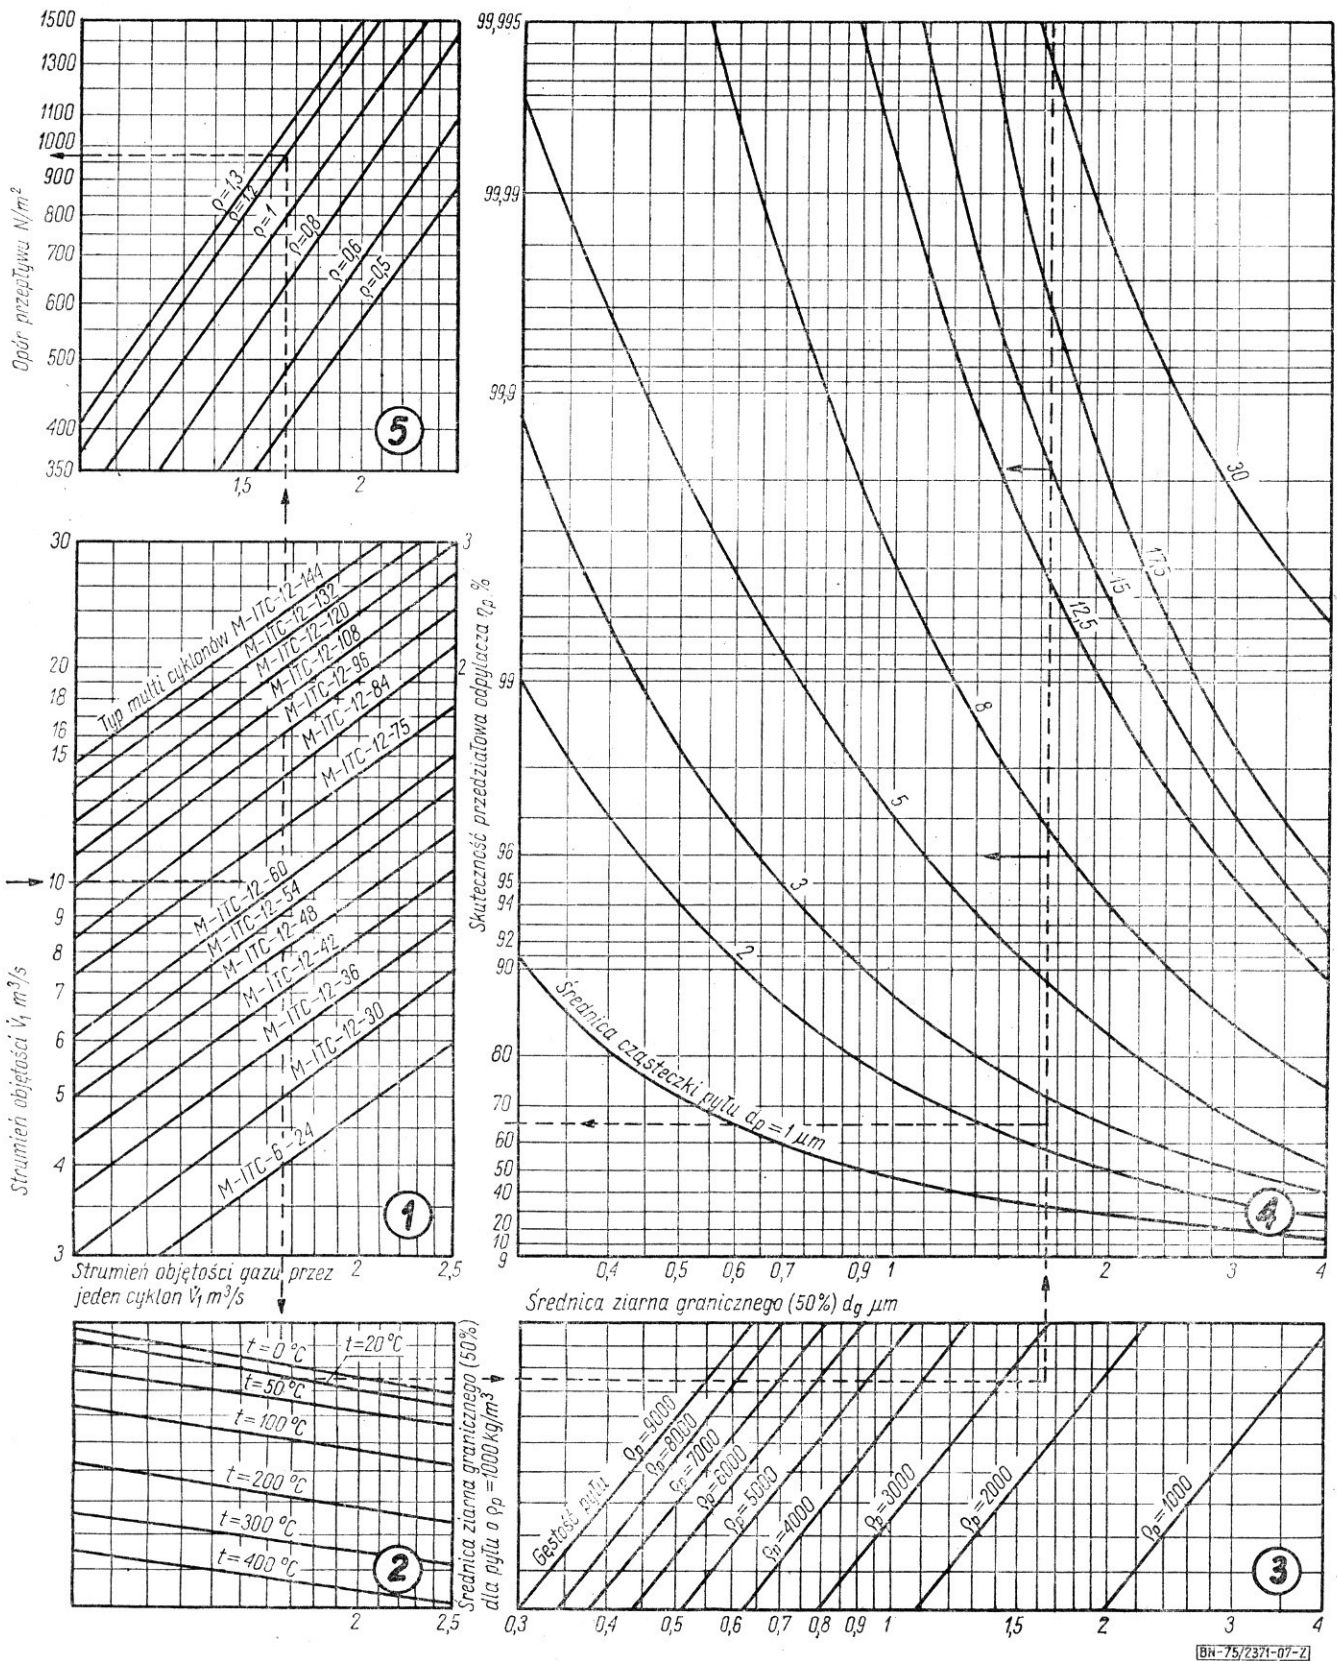 1500
1300
1100
1000
900
800
700
600
500
400
350
Opór przepływu N/m²
ρ=1,3
ρ=1,2
ρ=1
ρ=0,8
ρ=0,6
ρ=0,5
5
1,5 2
30
20
18
16
15
10
9
8
7
6
5
4
3
3
2
Strumień objętości V̇₁ m³/s
Typ multi cyklonów M-ITC-12-144
M-ITC-12-132
M-ITC-12-120
M-ITC-12-108
M-ITC-12-96
M-ITC-12-84
M-ITC-12-75
M-ITC-12-60
M-ITC-12-54
M-ITC-12-48
M-ITC-12-42
M-ITC-12-36
M-ITC-12-30
M-ITC-6-24
1
2 2,5
Strumień objętości gazu przez
jeden cyklon V̇₁ m³/s
t=0°C
t=20°C
t=50°C
t=100°C
t=200°C
t=300°C
t=400°C
2
2 2,5
99,995
99,99
99,9
99
96
95
94
92
90
80
70
60
50
40
20
10
9
Skuteczność przedziałowa odpylacza ηp, %
30
17,5
15
12,5
8
5
3
2
Średnica cząsteczki pyłu dp=1μm
4
0,4 0,5 0,6 0,7 0,9 1 2 3 4
Średnica ziarna granicznego (50%) dg μm
Średnica ziarna granicznego (50%)
dla pyłu o ρp=1000kg/m³
Gęstość pyłu ρp=9000
ρp=8000
ρp=7000
ρp=6000
ρp=5000
ρp=4000
ρp=3000
ρp=2000
ρp=1000
3
0,3 0,4 0,5 0,6 0,7 0,8 0,9 1 1,5 2 3 4
BN-75/2371-07-2